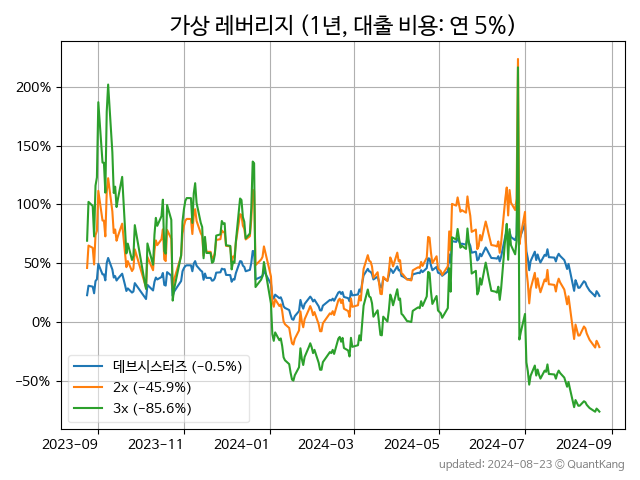 가상 레버리지 (1년, 대출 비용: 연 5%)
200%
150%
100%
50%
0%
−50%
데브시스터즈 (-0.5%)
2x (-45.9%)
3x (-85.6%)
2023-09 2023-11 2024-01 2024-03 2024-05 2024-07 2024-09
updated: 2024-08-23 © QuantKang